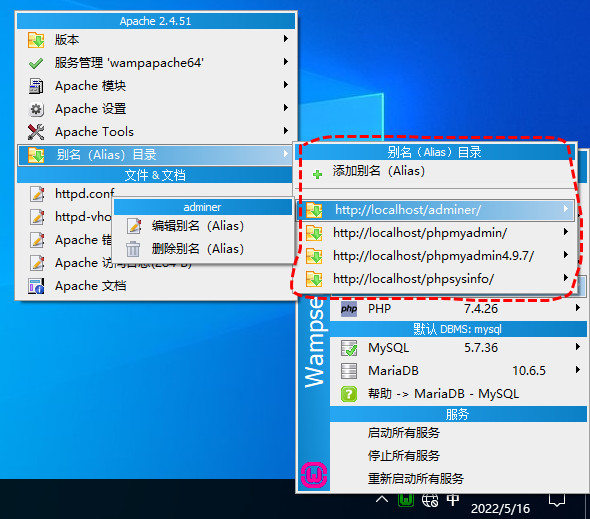 Apache 2.4.51
版本
服务管理 'wampapache64'
Apache 模块
Apache 设置
Apache Tools
别名（Alias）目录
文件 & 文档
httpd.conf
httpd-vho
Apache 错
Apache 访问日志(264 B)
Apache 文档
adminer
编辑别名（Alias）
删除别名（Alias）
别名（Alias）目录
添加别名（Alias）
http://localhost/adminer/
http://localhost/phpmyadmin/
http://localhost/phpmyadmin4.9.7/
http://localhost/phpsysinfo/
Wampse
PHP 7.4.26
默认 DBMS: mysql
MySQL 5.7.36
MariaDB 10.6.5
帮助 -> MariaDB - MySQL
服务
启动所有服务
停止所有服务
重新启动所有服务
中
2022/5/16